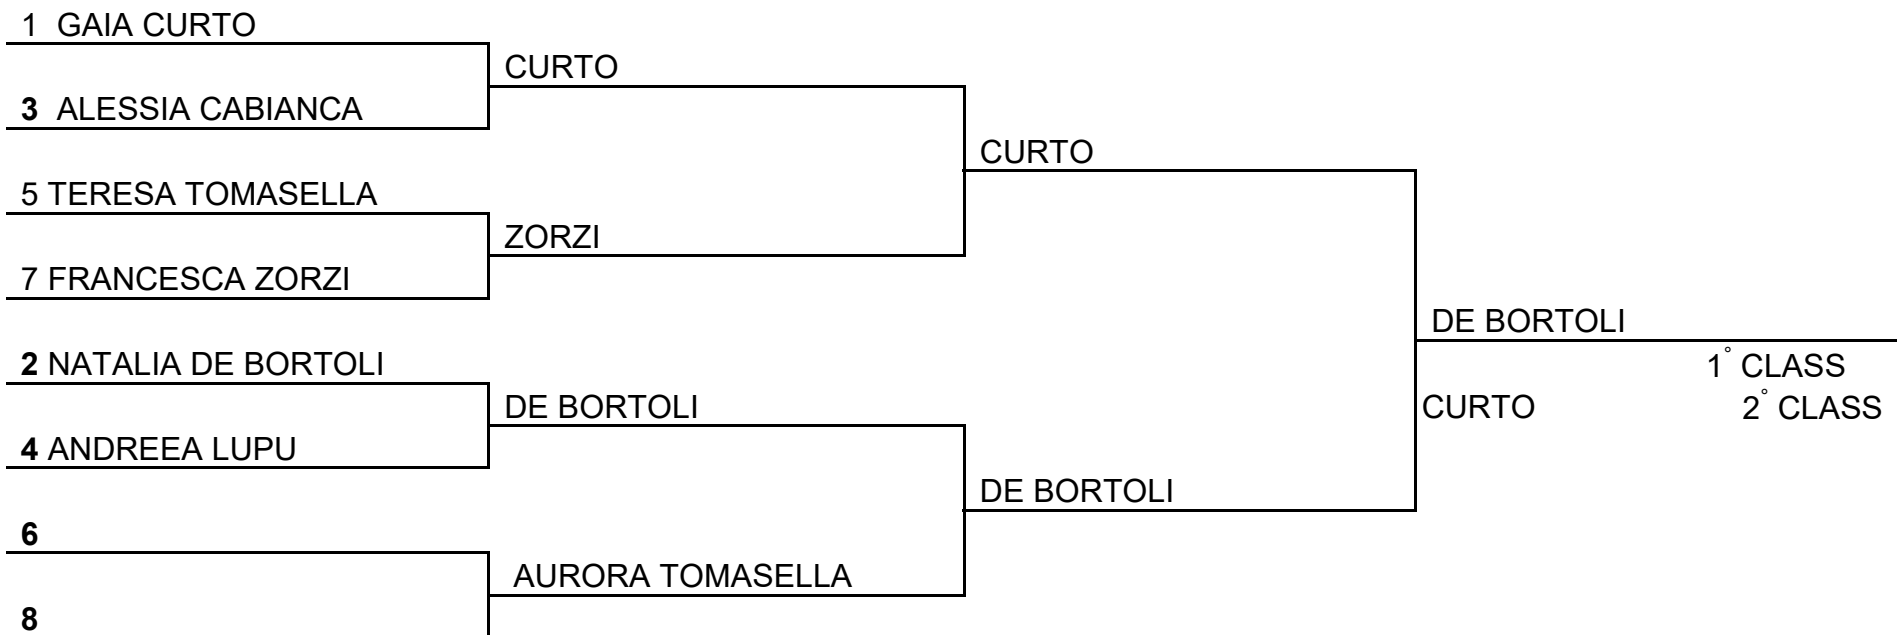 1 GAIA CURTO
CURTO
3 ALESSIA CABIANCA
CURTO
5 TERESA TOMASELLA
ZORZI
7 FRANCESCA ZORZI
DE BORTOLI
2 NATALIA DE BORTOLI
1° CLASS
DE BORTOLI
CURTO
2° CLASS
4 ANDREEA LUPU
DE BORTOLI
6
AURORA TOMASELLA
8